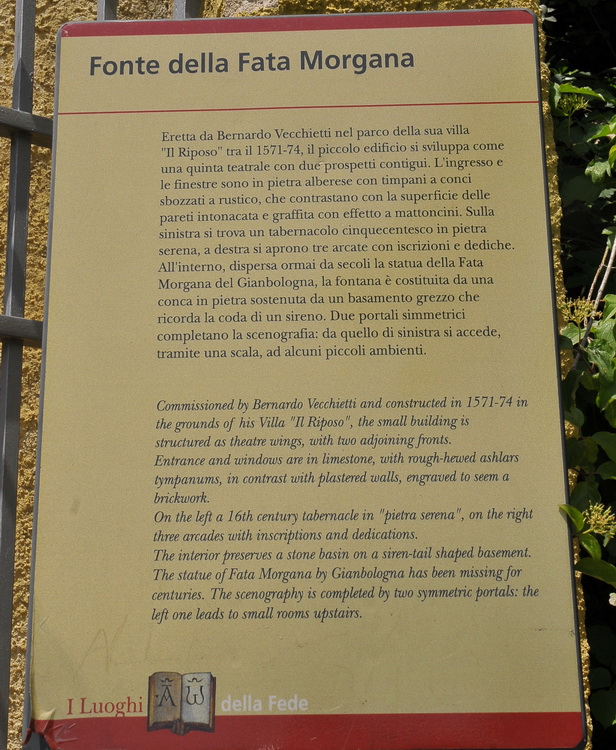 Fonte della Fata Morgana
Eretta da Bernardo Vecchietti nel parco della sua villa
"Il Riposo" tra il 1571-74, il piccolo edificio si sviluppa come
una quinta teatrale con due prospetti contigui. L'ingresso e
le finestre sono in pietra alberese con timpani a conci
sbozzati a rustico, che contrastano con la superficie delle
pareti intonacata e graffita con effetto a mattoncini. Sulla
sinistra si trova un tabernacolo cinquecentesco in pietra
serena, a destra si aprono tre arcate con iscrizioni e dediche.
All'interno, dispersa ormai da secoli la statua della Fata
Morgana del Gianbologna, la fontana è costituita da una
conca in pietra sostenuta da un basamento grezzo che
ricorda la coda di un sireno. Due portali simmetrici
completano la scenografia: da quello di sinistra si accede,
tramite una scala, ad alcuni piccoli ambienti.
Commissioned by Bernardo Vecchietti and constructed in 1571-74 in
the grounds of his Villa "Il Riposo", the small building is
structured as theatre wings, with two adjoining fronts.
Entrance and windows are in limestone, with rough-hewed ashlars
tympanums, in contrast with plastered walls, engraved to seem a
brickwork.
On the left a 16th century tabernacle in "pietra serena", on the right
three arcades with inscriptions and dedications.
The interior preserves a stone basin on a siren-tail shaped basement.
The statue of Fata Morgana by Gianbologna has been missing for
centuries. The scenography is completed by two symmetric portals: the
left one leads to small rooms upstairs.
I Luoghi A ω della Fede